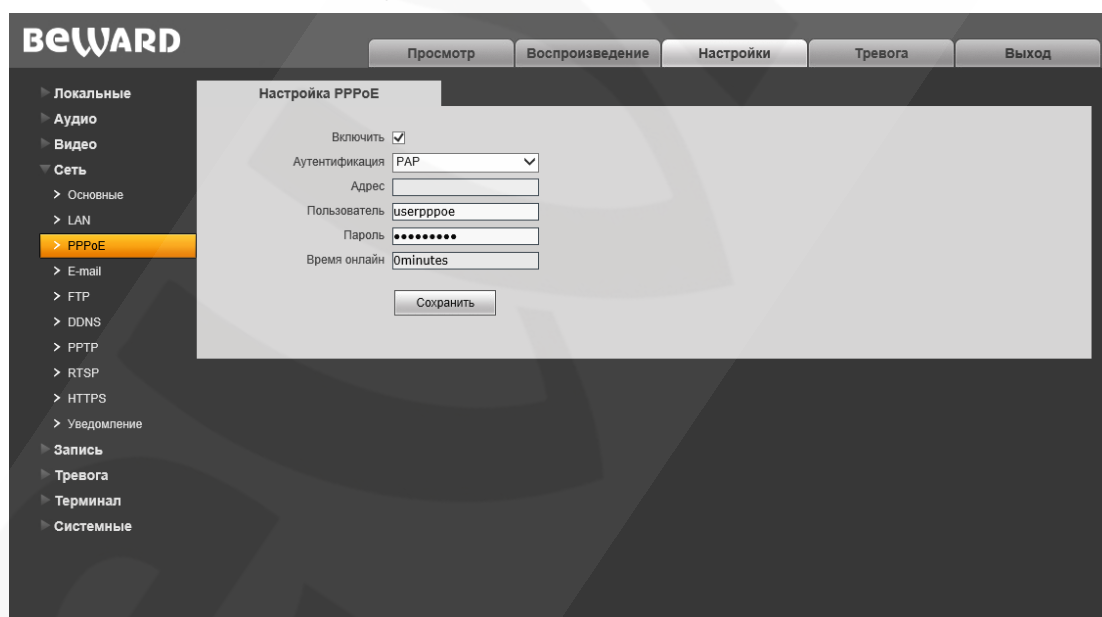 BEWARD
Просмотр Воспроизведение Настройки Тревога Выход
Локальные
Аудио
Видео
Сеть
> Основные
> LAN
> PPPoE
> E-mail
> FTP
> DDNS
> PPTP
> RTSP
> HTTPS
> Уведомление
Запись
Тревога
Терминал
Системные
Настройка PPPoE
Включить
Аутентификация PAP
Адрес
Пользователь userpppoe
Пароль •••••••••
Время онлайн 0minutes
Сохранить